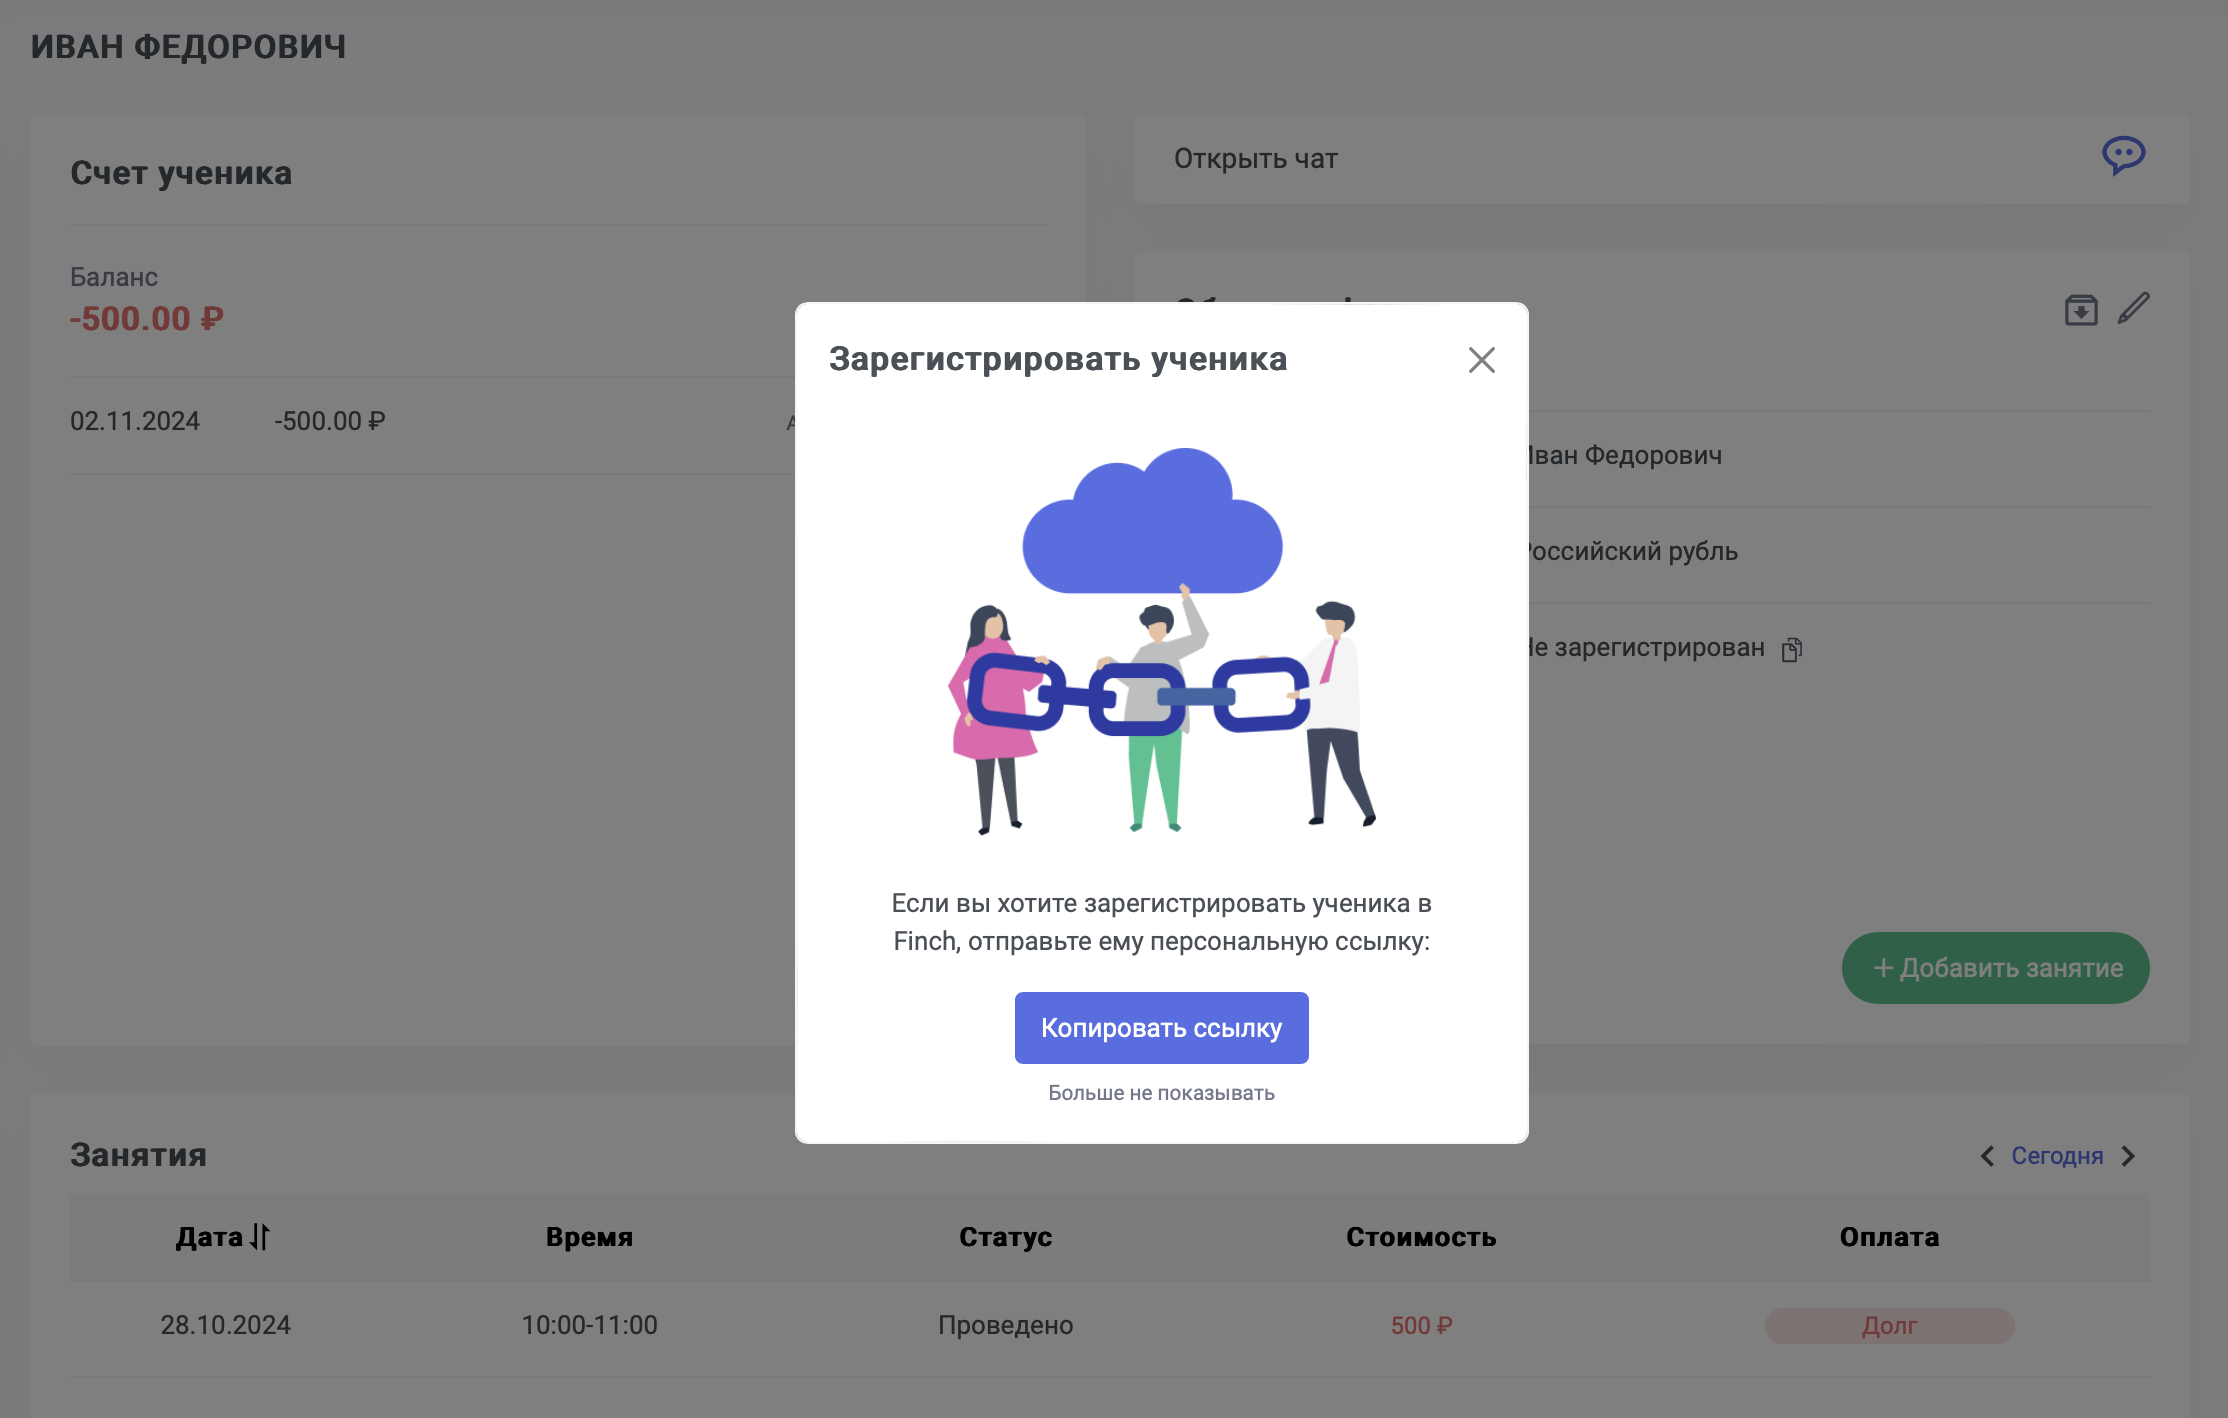 ИВАН ФЕДОРОВИЧ
Счет ученика
Баланс
-500.00 ₽
02.11.2024 -500.00 ₽
Открыть чат
Иван Федорович
Российский рубль
Не зарегистрирован
+ Добавить занятие
Зарегистрировать ученика
Если вы хотите зарегистрировать ученика в
Finch, отправьте ему персональную ссылку:
Копировать ссылку
Больше не показывать
Занятия
Сегодня
Дата Время Статус Стоимость Оплата
28.10.2024 10:00-11:00 Проведено 500 ₽ Долг